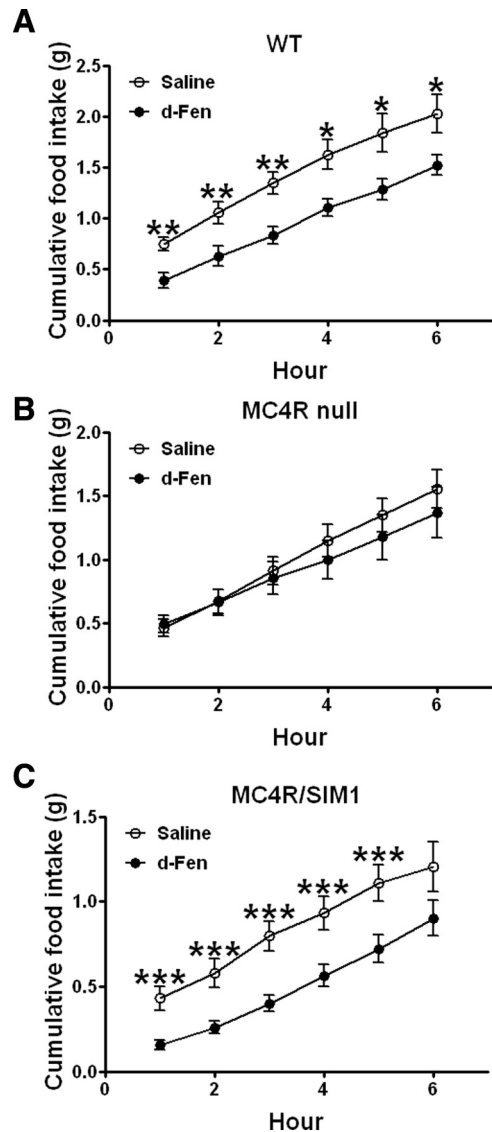 A
WT
Saline
d-Fen
** ** ** * * *
Cumulative food intake (g)
2.5
2.0
1.5
1.0
0.5
0.0
0 2 4 6
Hour
B
MC4R null
Saline
d-Fen
Cumulative food intake (g)
2.0
1.5
1.0
0.5
0.0
0 2 4 6
Hour
C
MC4R/SIM1
Saline
d-Fen
*** *** *** *** ***
Cumulative food intake (g)
1.5
1.0
0.5
0.0
0 2 4 6
Hour